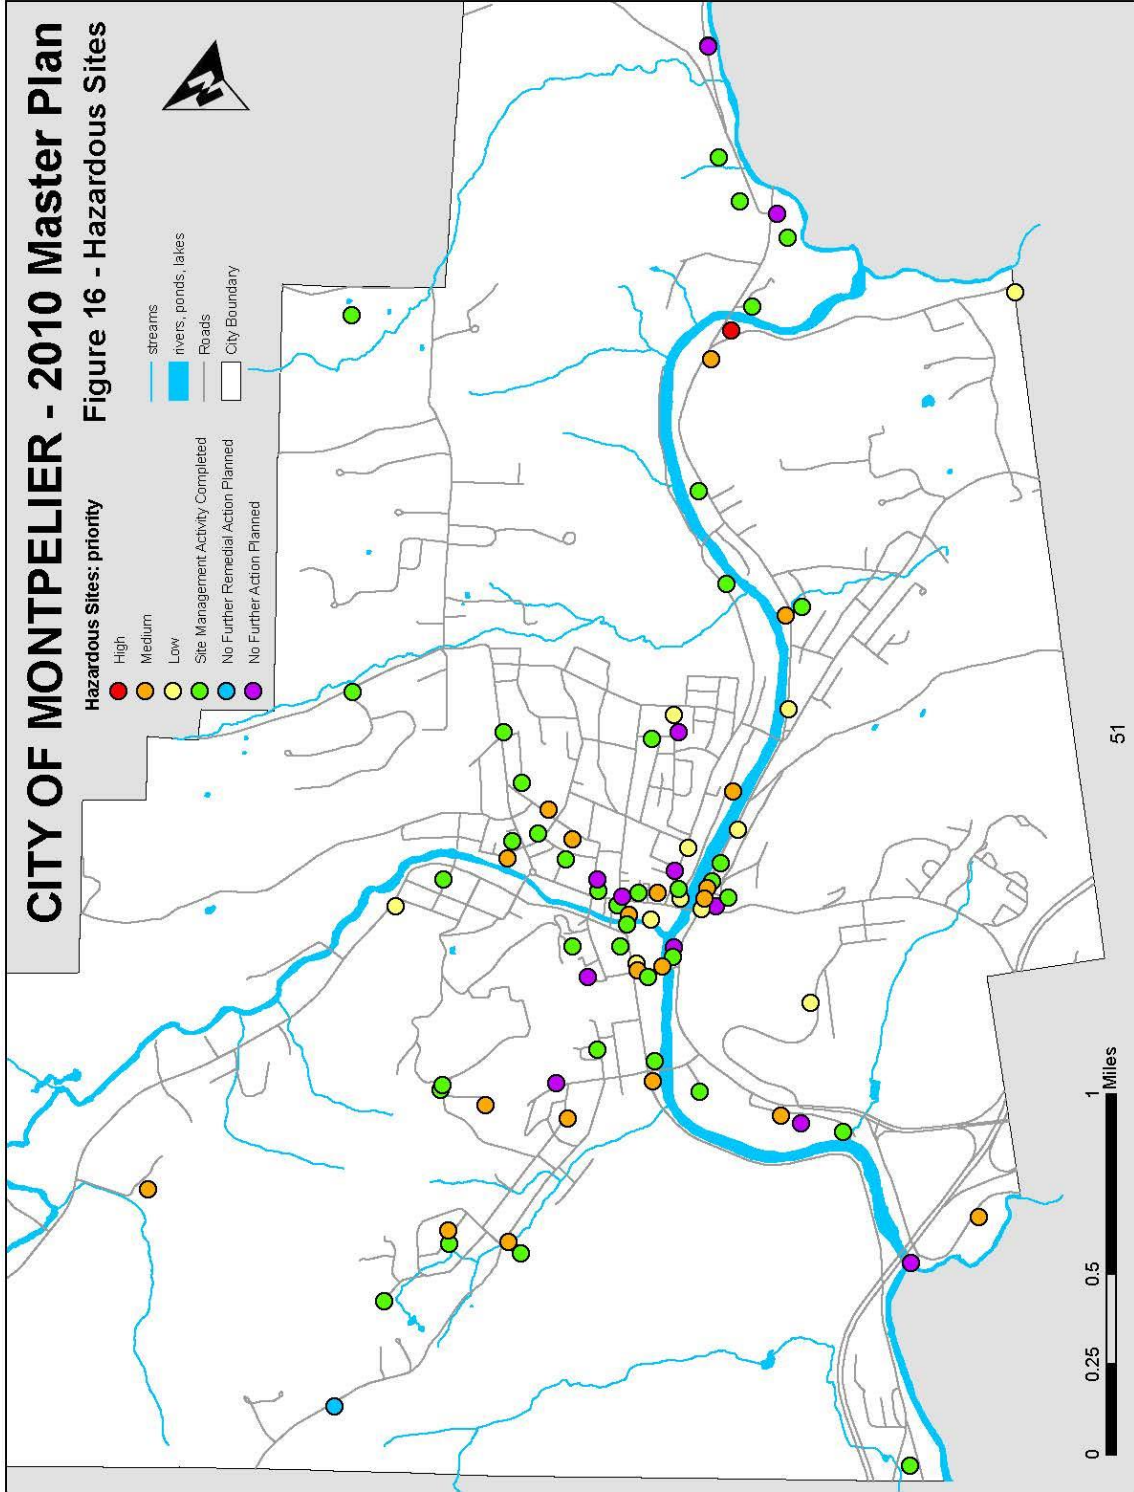 CITY OF MONTPELIER - 2010 Master Plan
Figure 16 - Hazardous Sites
Hazardous Sites: priority
High
Medium
Low
Site Management Activity Completed
No Further Remedial Action Planned
No Further Action Planned
streams
rivers, ponds, lakes
Roads
City Boundary
N
0 0.25 0.5 1 Miles
51